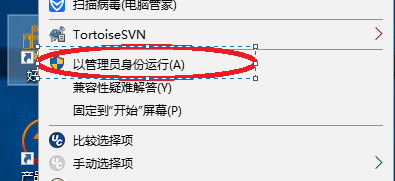 扫描病毒(电脑管家)
TortoiseSVN
以管理员身份运行(A)
兼容性疑难解答(Y)
固定到"开始"屏幕(P)
比较选择项
手动选择项
产品